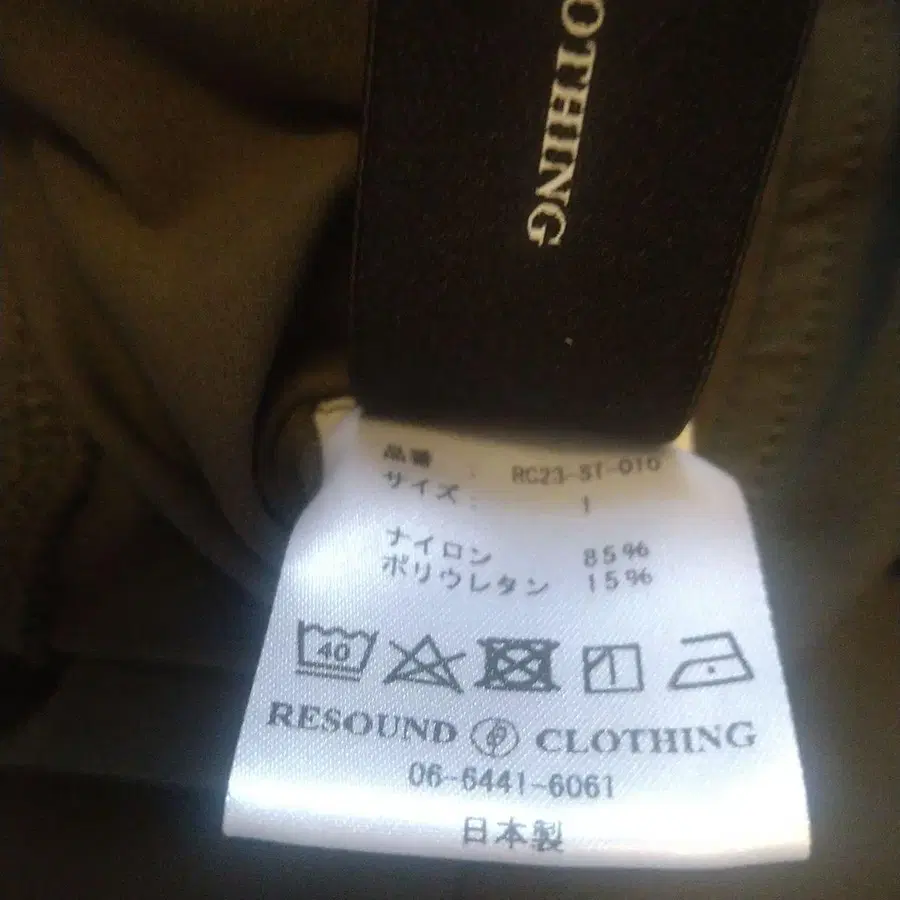 OTHING
品番 : RC23-ST-010
サイズ : 1
ナイロン 85%
ポリウレタン 15%
40
RESOUND CLOTHING
06-6441-6061
日本製